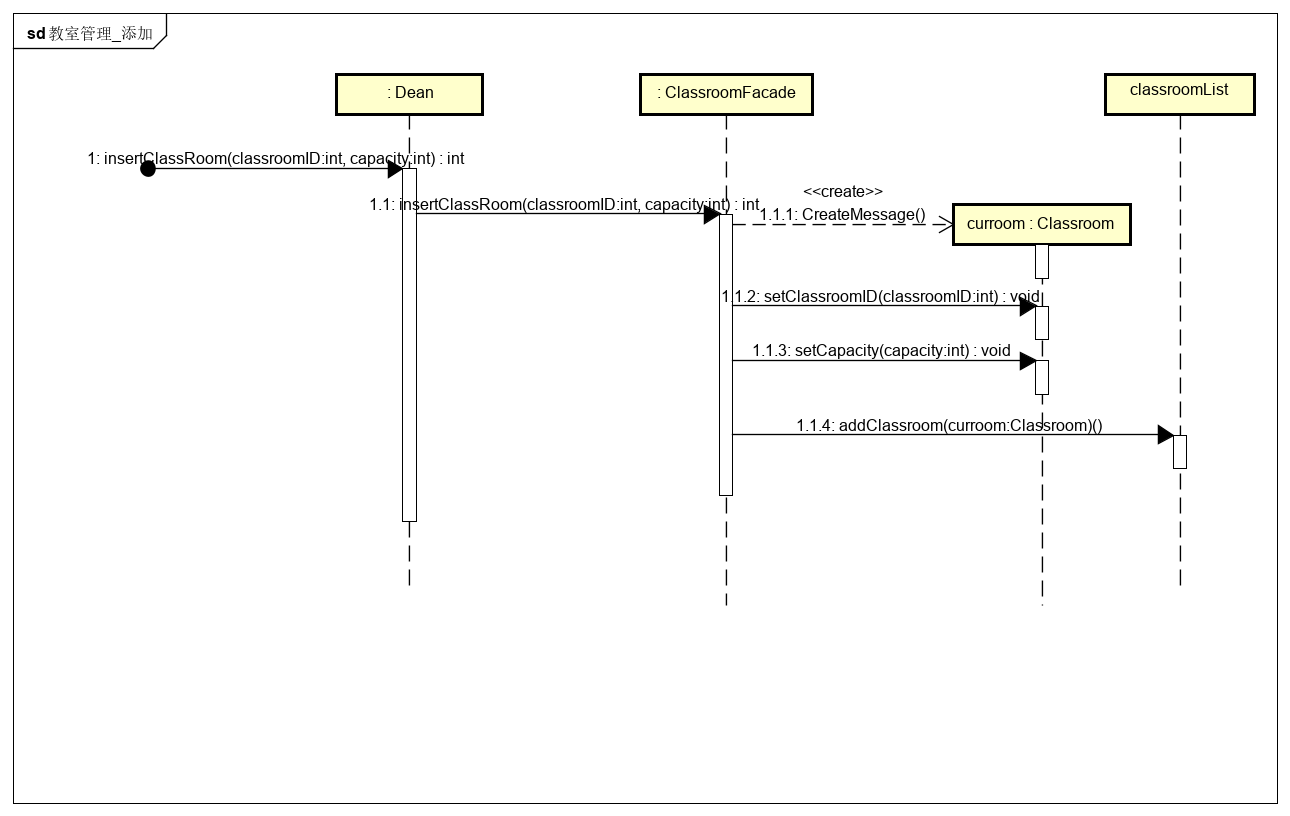 sd 教室管理_添加
: Dean
: ClassroomFacade
classroomList
1: insertClassRoom(classroomID:int, capacity:int) : int
1.1: insertClassRoom(classroomID:int, capacity:int) : int
<<create>>
1.1.1: CreateMessage()
curroom : Classroom
1.1.2: setClassroomID(classroomID:int) : void
1.1.3: setCapacity(capacity:int) : void
1.1.4: addClassroom(curroom:Classroom)()